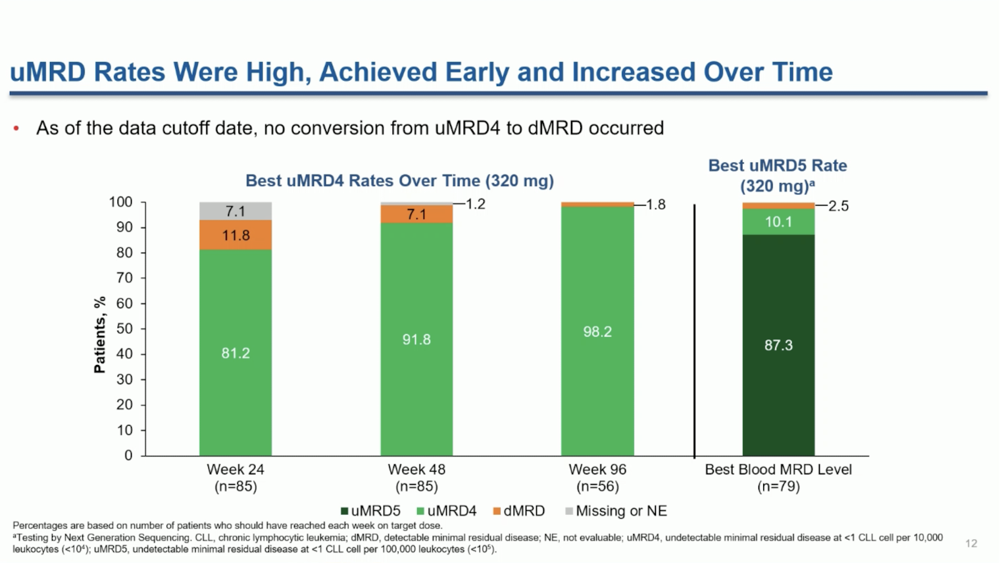 uMRD Rates Were High, Achieved Early and Increased Over Time
• As of the data cutoff date, no conversion from uMRD4 to dMRD occurred
Best uMRD4 Rates Over Time (320 mg)
Best uMRD5 Rate
(320 mg)ᵃ
Patients, %
100
90
80
70
60
50
40
30
20
10
0
7.1
11.8
81.2
1.2
7.1
91.8
1.8
98.2
2.5
10.1
87.3
Week 24
(n=85)
Week 48
(n=85)
Week 96
(n=56)
Best Blood MRD Level
(n=79)
uMRD5 uMRD4 dMRD Missing or NE
Percentages are based on number of patients who should have reached each week on target dose.
ᵃTesting by Next Generation Sequencing. CLL, chronic lymphocytic leukemia; dMRD, detectable minimal residual disease; NE, not evaluable; uMRD4, undetectable minimal residual disease at <1 CLL cell per 10,000
leukocytes (<10⁴); uMRD5, undetectable minimal residual disease at <1 CLL cell per 100,000 leukocytes (<10⁵).
12